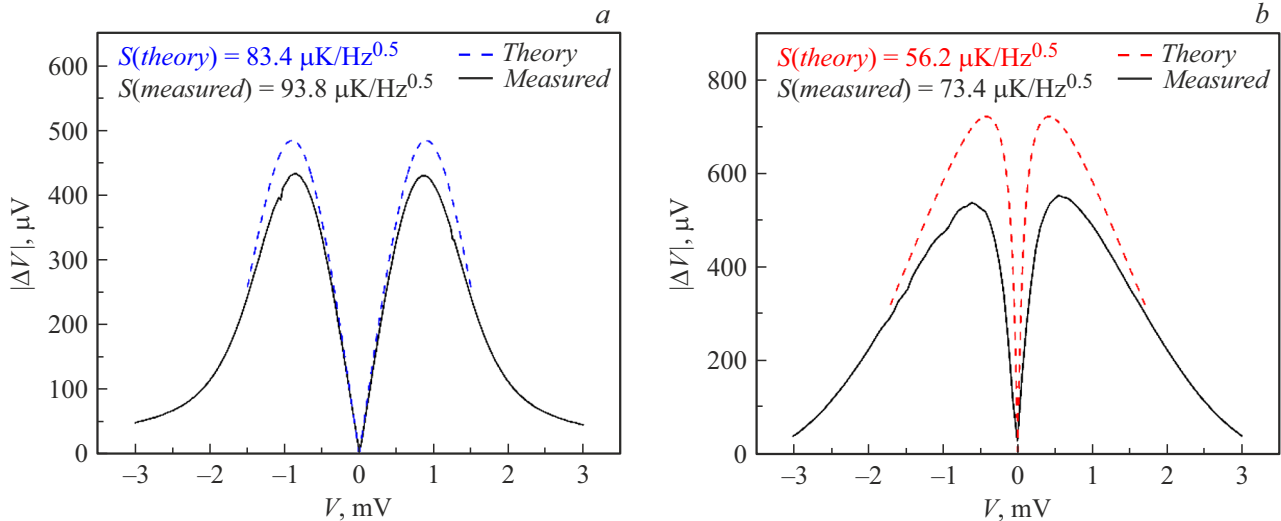 a
S(theory) = 83.4 μK/Hz^0.5
Theory
S(measured) = 93.8 μK/Hz^0.5
Measured
600
500
400
300
200
100
0
|ΔV|, μV
–3
–2
–1
0
1
2
3
V, mV
b
S(theory) = 56.2 μK/Hz^0.5
Theory
S(measured) = 73.4 μK/Hz^0.5
Measured
800
600
400
200
0
|ΔV|, μV
–3
–2
–1
0
1
2
3
V, mV